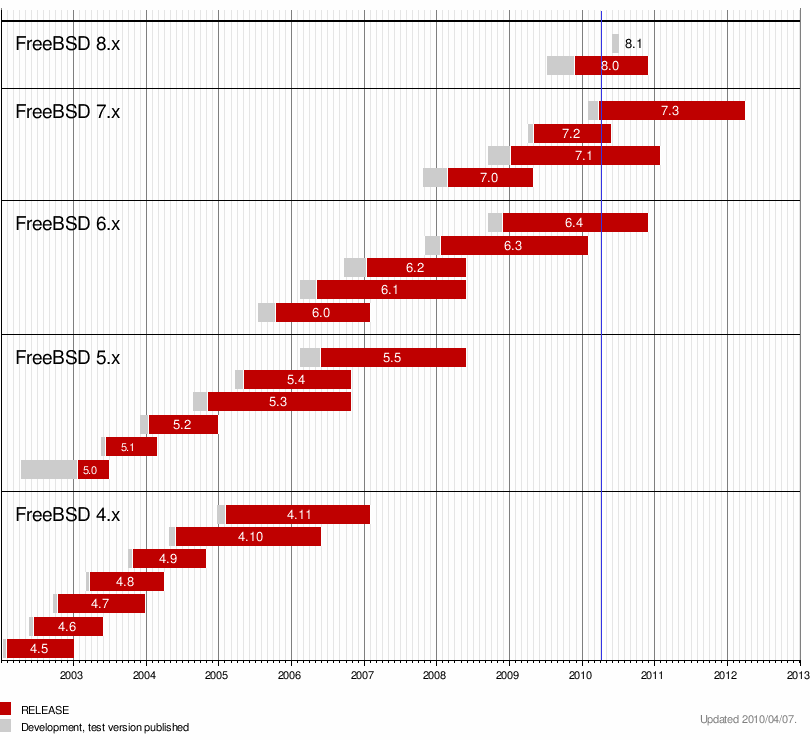 FreeBSD 8.x
8.1
8.0
FreeBSD 7.x
7.3
7.2
7.1
7.0
FreeBSD 6.x
6.4
6.3
6.2
6.1
6.0
FreeBSD 5.x
5.5
5.4
5.3
5.2
5.1
5.0
FreeBSD 4.x
4.11
4.10
4.9
4.8
4.7
4.6
4.5
2003 2004 2005 2006 2007 2008 2009 2010 2011 2012 2013
RELEASE
Development, test version published
Updated 2010/04/07.